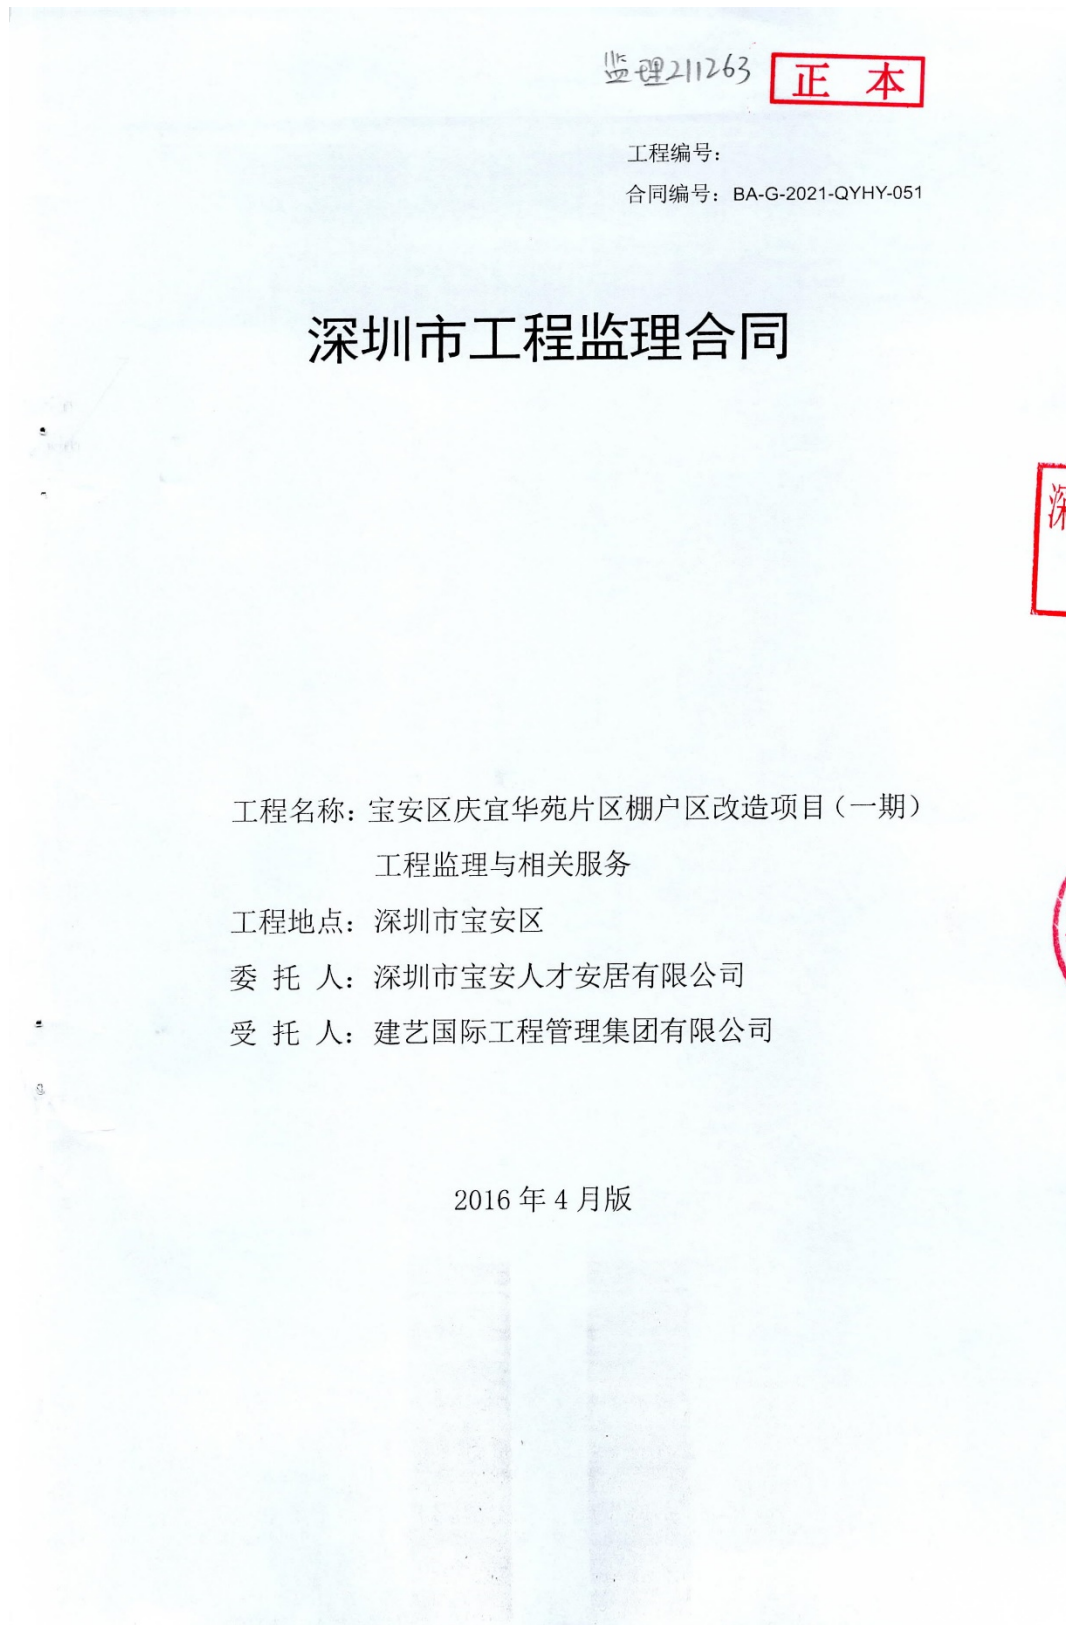 监理211263
正 本
工程编号：
合同编号：BA-G-2021-QYHY-051
深圳市工程监理合同
深
工程名称：宝安区庆宜华苑片区棚户区改造项目（一期）
工程监理与相关服务
工程地点：深圳市宝安区
委 托 人：深圳市宝安人才安居有限公司
受 托 人：建艺国际工程管理集团有限公司
2016 年 4 月版